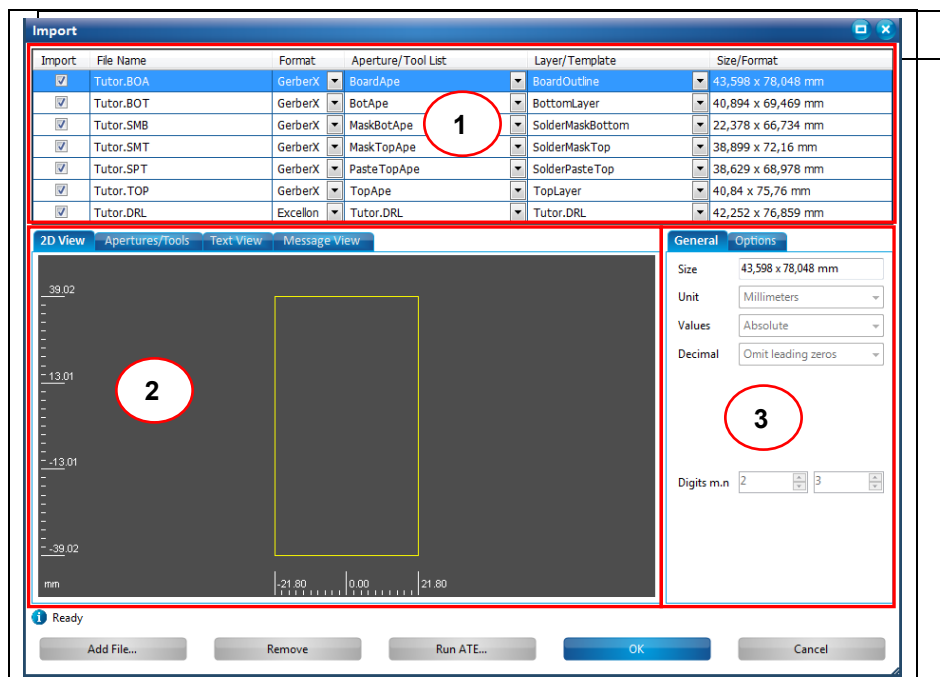 Import
Import File Name Format Aperture/Tool List Layer/Template Size/Format
Tutor.BOA GerberX BoardApe BoardOutline 43,598 x 78,048 mm
Tutor.BOT GerberX BotApe BottomLayer 40,894 x 69,469 mm
Tutor.SMB GerberX MaskBotApe SolderMaskBottom 22,378 x 66,734 mm
Tutor.SMT GerberX MaskTopApe SolderMaskTop 38,899 x 72,16 mm
Tutor.SPT GerberX PasteTopApe SolderPasteTop 38,629 x 68,978 mm
Tutor.TOP GerberX TopApe TopLayer 40,84 x 75,76 mm
Tutor.DRL Excellon Tutor.DRL Tutor.DRL 42,252 x 76,859 mm
1
2D View Apertures/Tools Text View Message View
39.02
13.01
-13.01
-39.02
mm -21.80 0.00 21.80
2
General Options
Size 43,598 x 78,048 mm
Unit Millimeters
Values Absolute
Decimal Omit leading zeros
3
Digits m.n 2 3
Ready
Add File... Remove Run ATE... OK Cancel